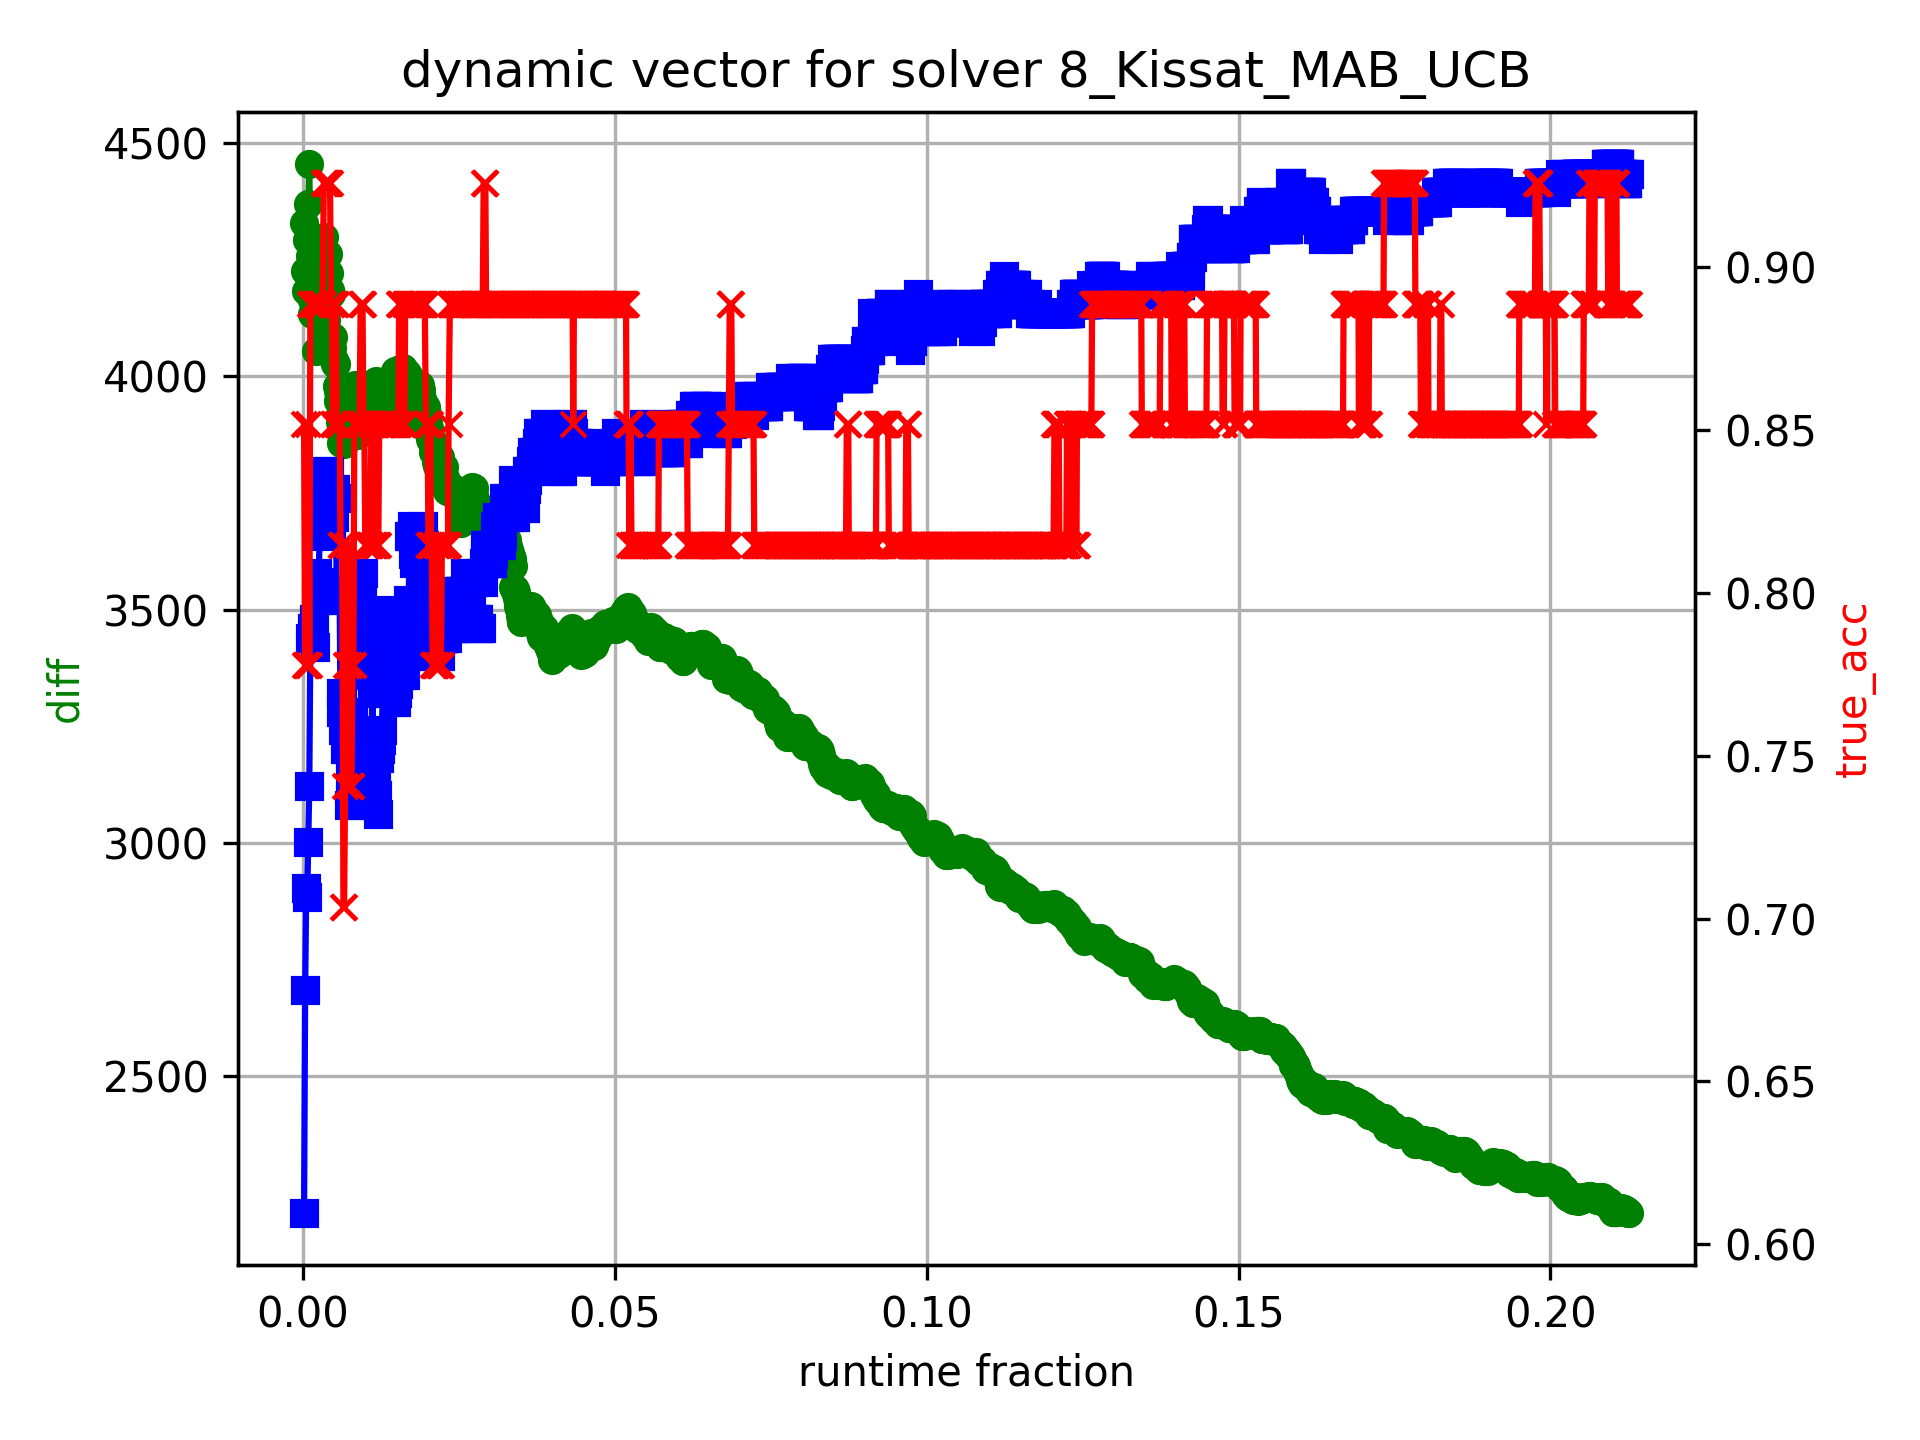 dynamic vector for solver 8_Kissat_MAB_UCB
4500
4000
3500
3000
2500
diff
0.90
0.85
0.80
0.75
0.70
0.65
0.60
true_acc
0.00 0.05 0.10 0.15 0.20
runtime fraction